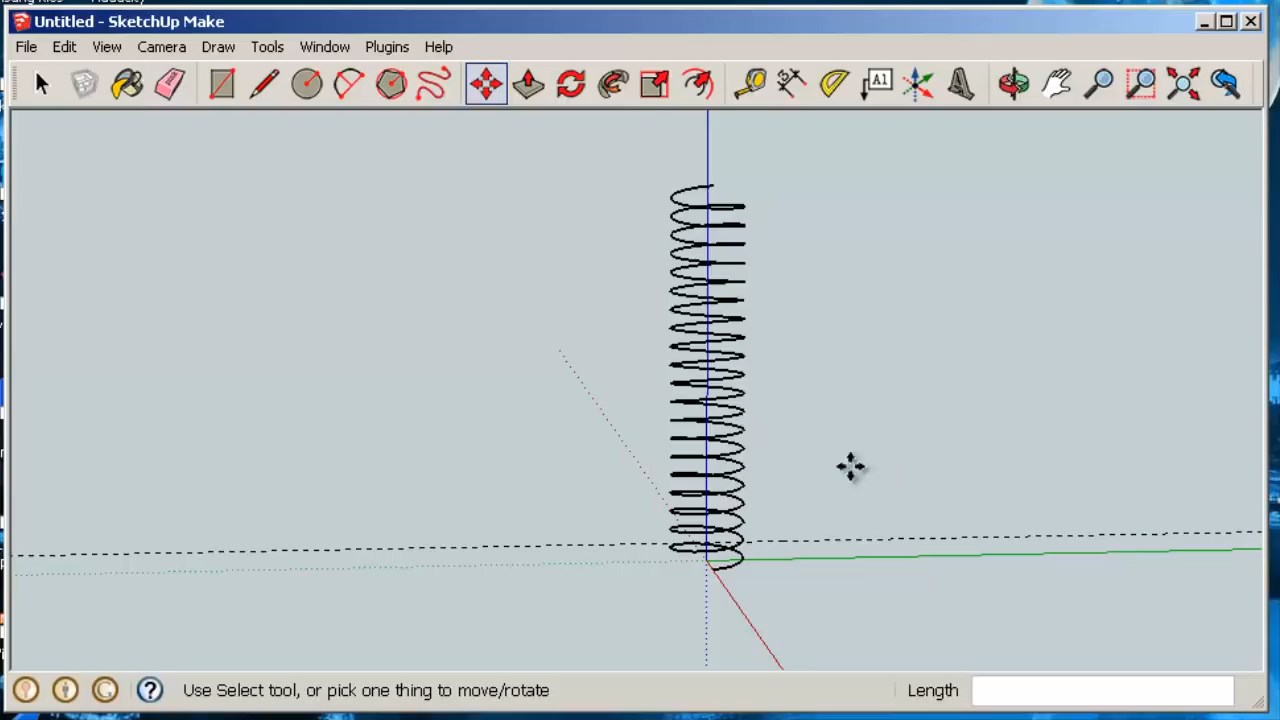 Untitled - SketchUp Make
File Edit View Camera Draw Tools Window Plugins Help
A1
Use Select tool, or pick one thing to move/rotate
Length